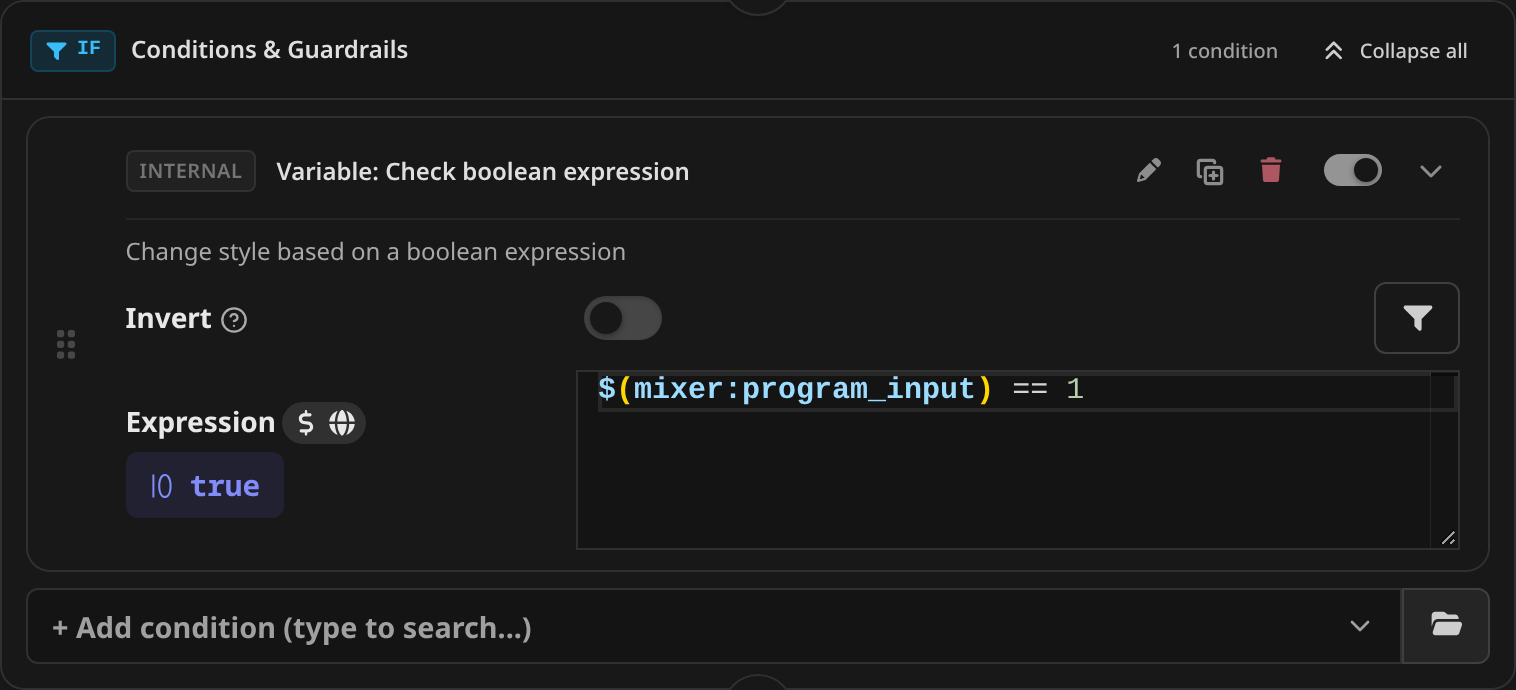 IF Conditions & Guardrails 1 condition Collapse all
INTERNAL Variable: Check boolean expression
Change style based on a boolean expression
Invert ?
$(mixer:program_input) == 1
Expression $
true
+ Add condition (type to search...)